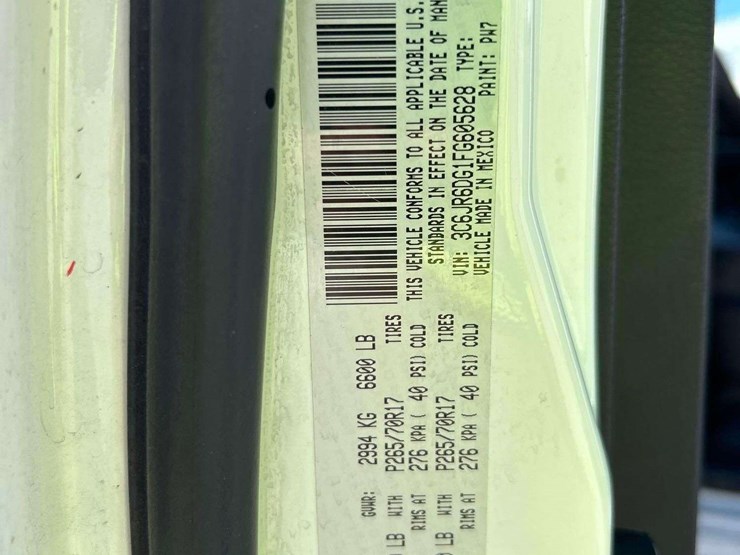 GVWR: 2994 KG 6600 LB
LB WITH P265/70R17 TIRES
RIMS AT 276 KPA ( 40 PSI) COLD
LB WITH P265/70R17 TIRES
RIMS AT 276 KPA ( 40 PSI) COLD
THIS VEHICLE CONFORMS TO ALL APPLICABLE U.S.
STANDARDS IN EFFECT ON THE DATE OF MAN
VIN: 3C6JR6DG1FG605628 TYPE:
VEHICLE MADE IN MEXICO PAINT: PW7